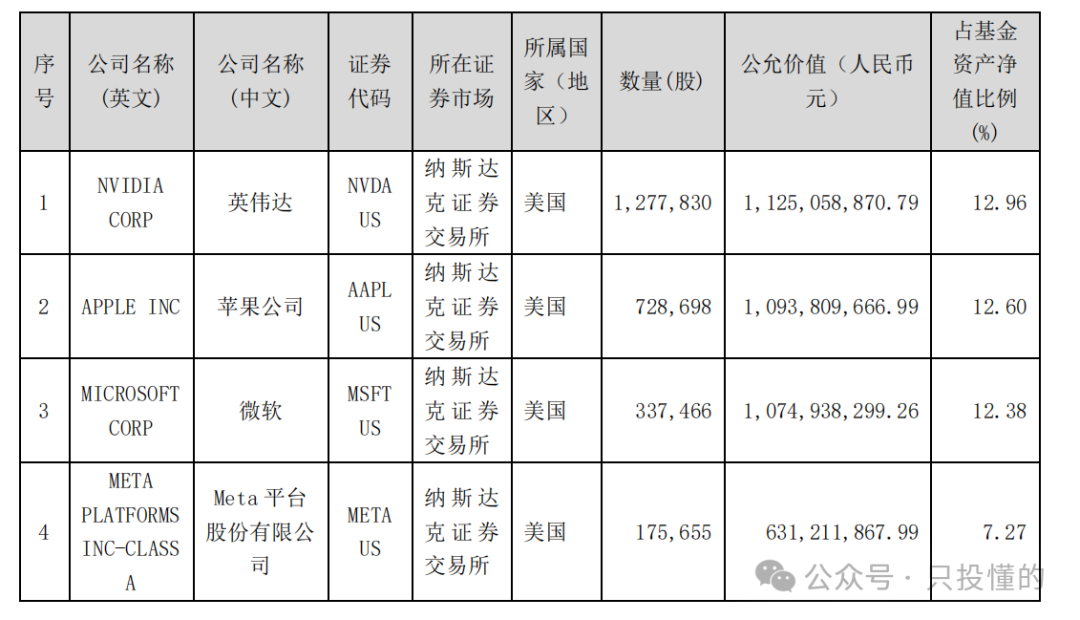 序号 公司名称(英文) 公司名称(中文) 证券代码 所在证券市场 所属国家（地区） 数量(股) 公允价值（人民币元） 占基金资产净值比例(%)
1 NVIDIA CORP 英伟达 NVDA US 纳斯达克证券交易所 美国 1,277,830 1,125,058,870.79 12.96
2 APPLE INC 苹果公司 AAPL US 纳斯达克证券交易所 美国 728,698 1,093,809,666.99 12.60
3 MICROSOFT CORP 微软 MSFT US 纳斯达克证券交易所 美国 337,466 1,074,938,299.26 12.38
4 META PLATFORMS INC-CLASS A Meta 平台股份有限公司 META US 纳斯达克证券交易所 美国 175,655 631,211,867.99 7.27
公众号 · 只投懂的